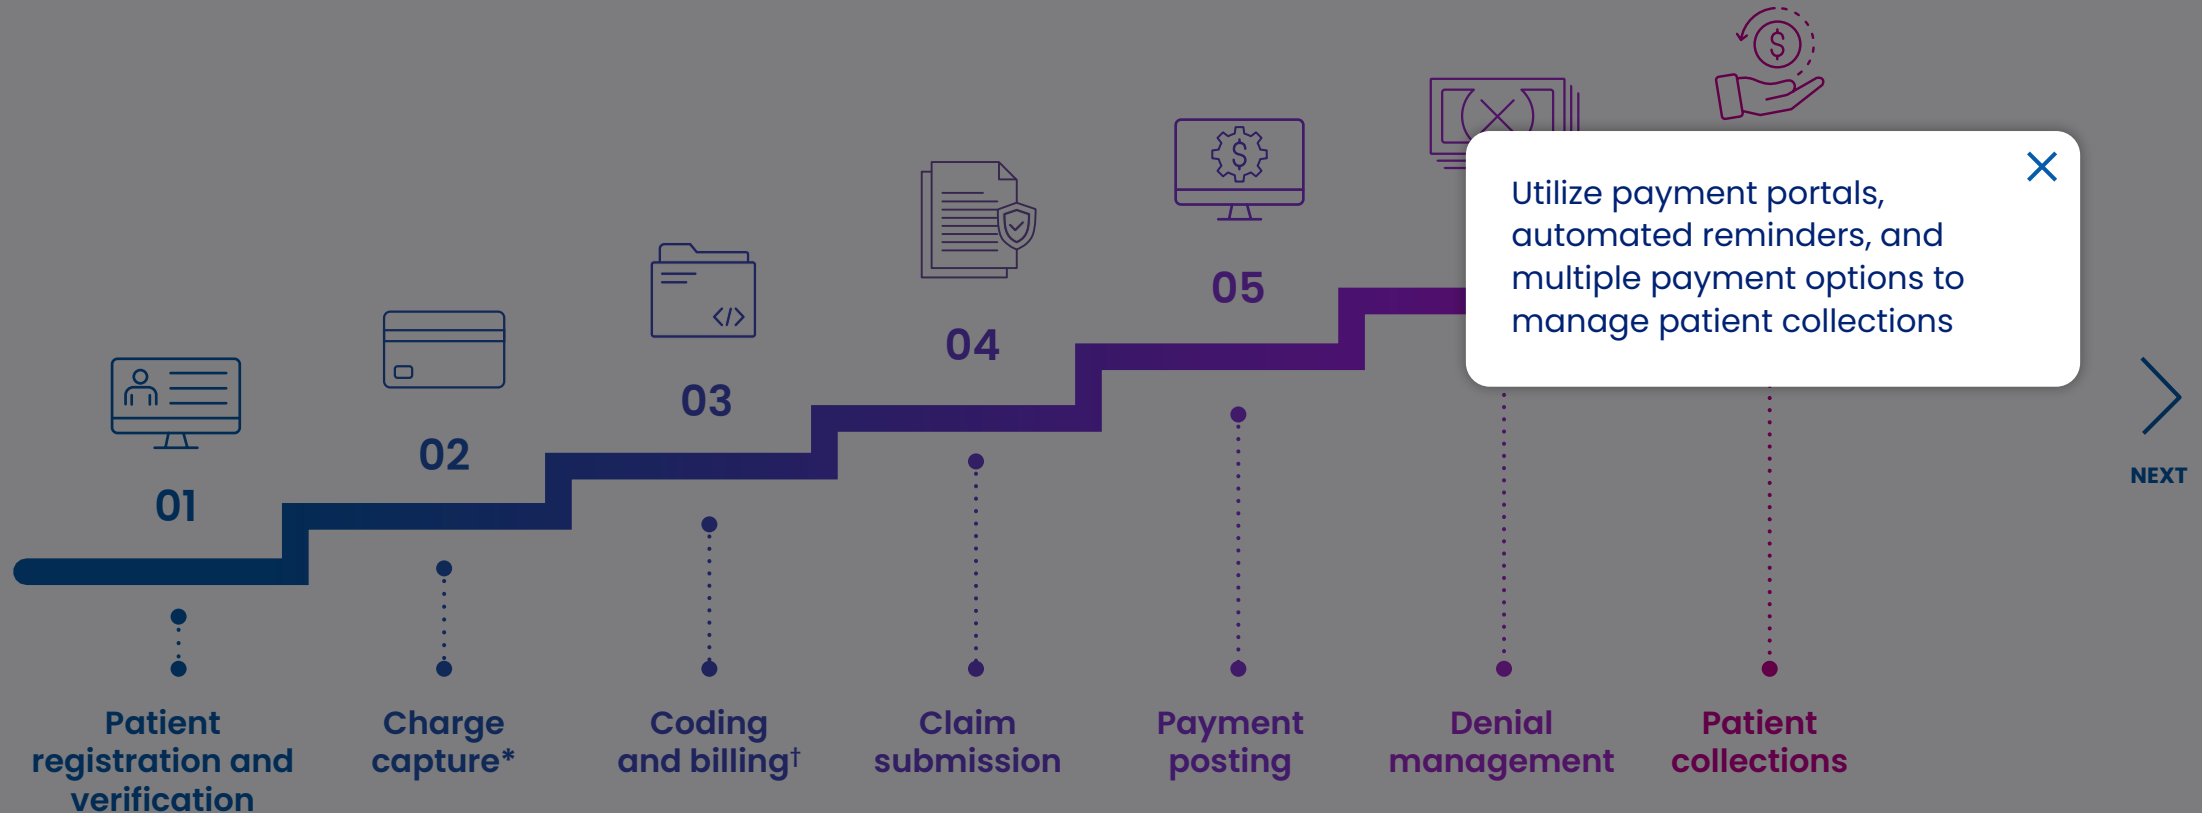 Utilize payment portals,
automated reminders, and
multiple payment options to
manage patient collections
01
02
03
04
05
NEXT
Patient
registration and
verification
Charge
capture*
Coding
and billing†
Claim
submission
Payment
posting
Denial
management
Patient
collections